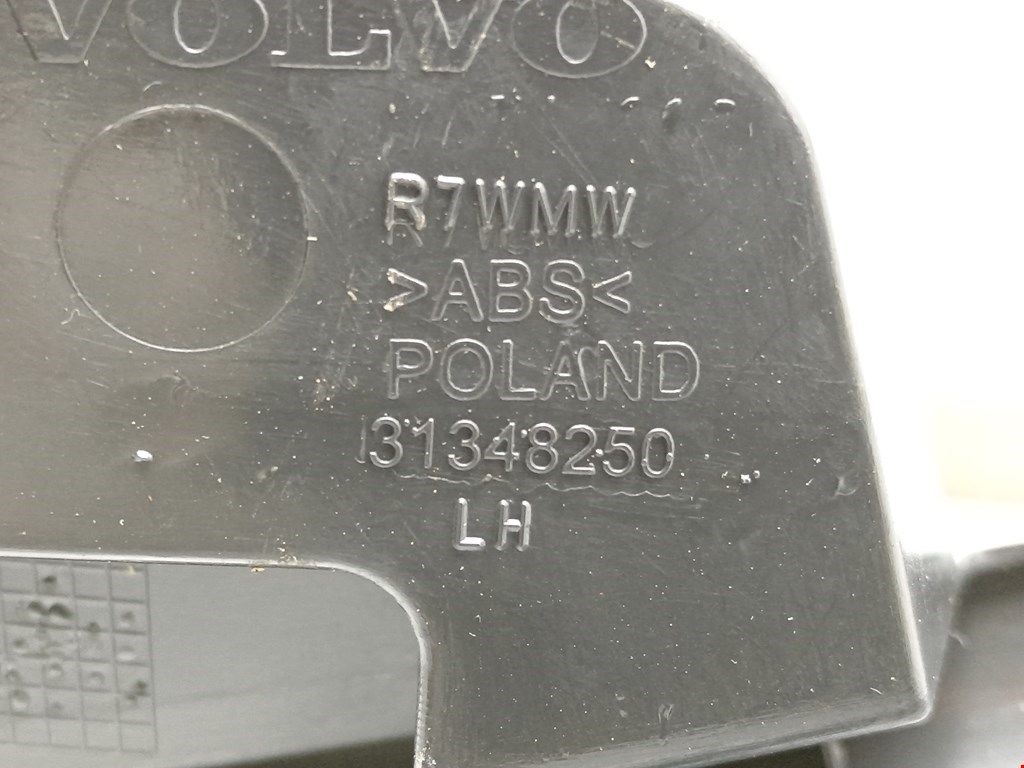 VOLVO
R7WMW
>ABS<
POLAND
31348250
LH